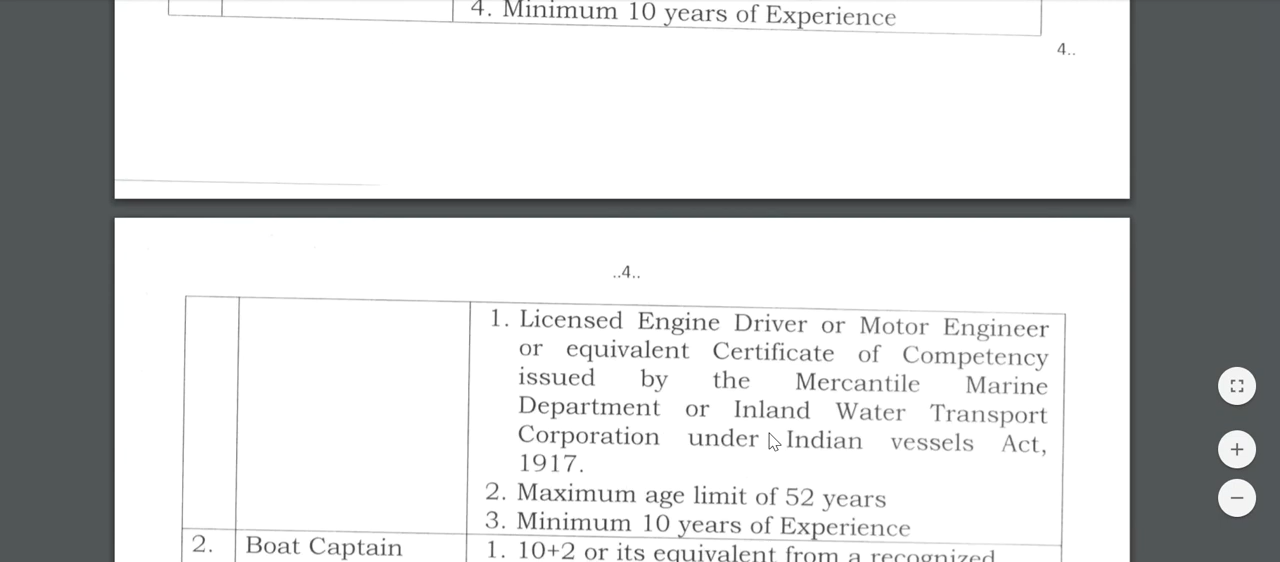 4. Minimum 10 years of Experience
4..
..4..
1. Licensed Engine Driver or Motor Engineer
or equivalent Certificate of Competency
issued by the Mercantile Marine
Department or Inland Water Transport
Corporation under Indian vessels Act,
1917.
2. Maximum age limit of 52 years
3. Minimum 10 years of Experience
2. Boat Captain 1. 10+2 or its equivalent from a recognized